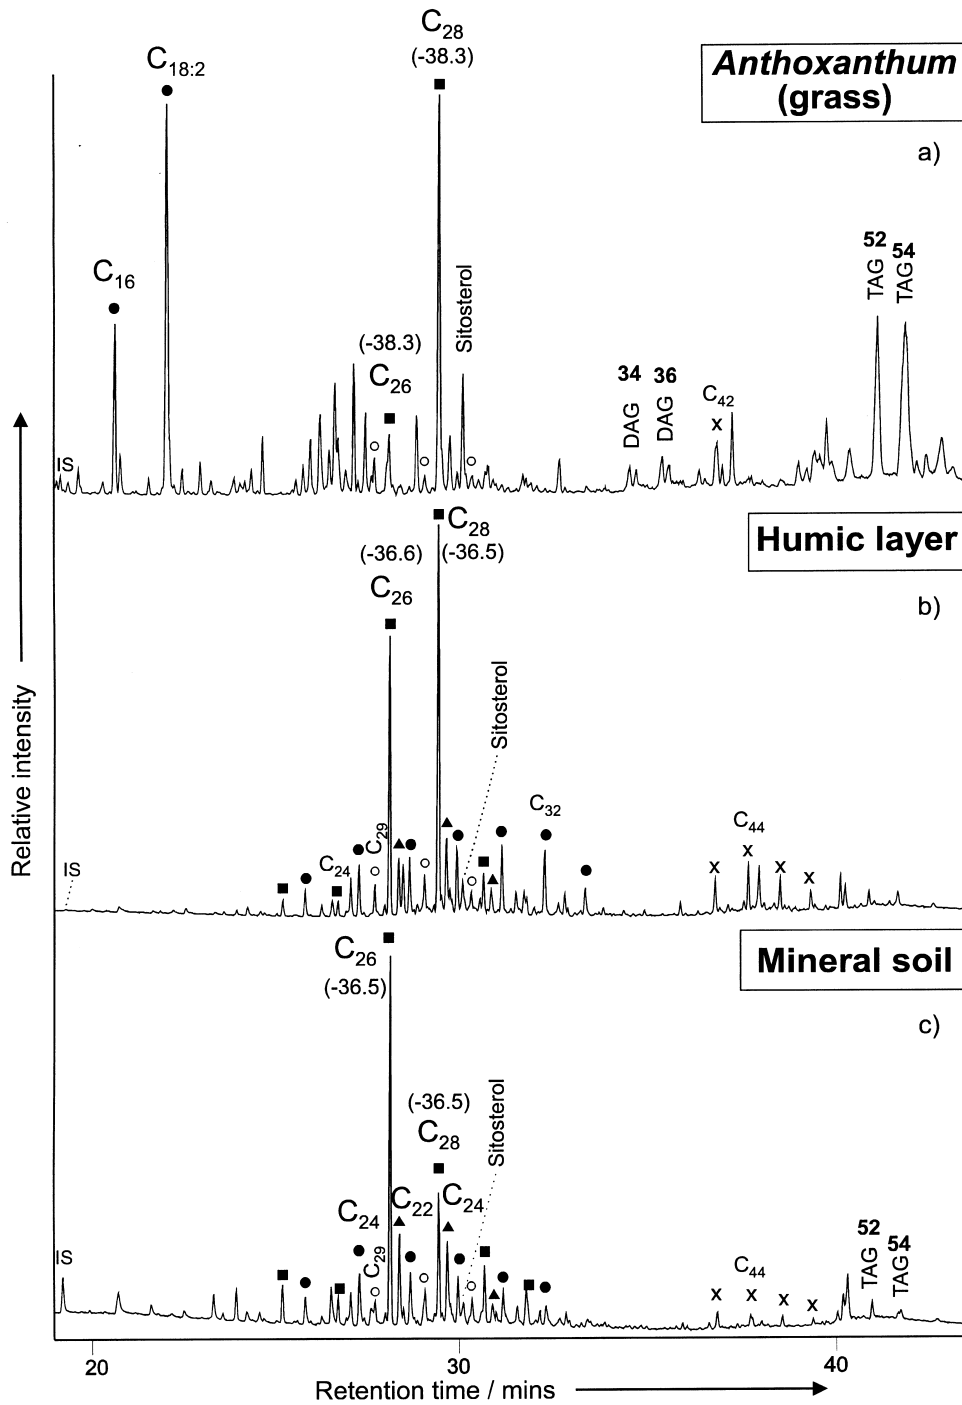 Anthoxanthum
(grass)
a)
C28
(-38.3)
C18:2
C16
(-38.3)
C26
Sitosterol
IS
34
DAG
36
DAG
C42
x
52
TAG
54
TAG
Humic layer
b)
C28
(-36.5)
(-36.6)
C26
Sitosterol
C24
C29
C32
C44
x
x
x
x
IS
Mineral soil
c)
C26
(-36.5)
(-36.5)
C28
Sitosterol
C24
C29
C22
C24
IS
C44
x
x
x
x
52
TAG
54
TAG
20
30
40
Retention time / mins
Relative intensity